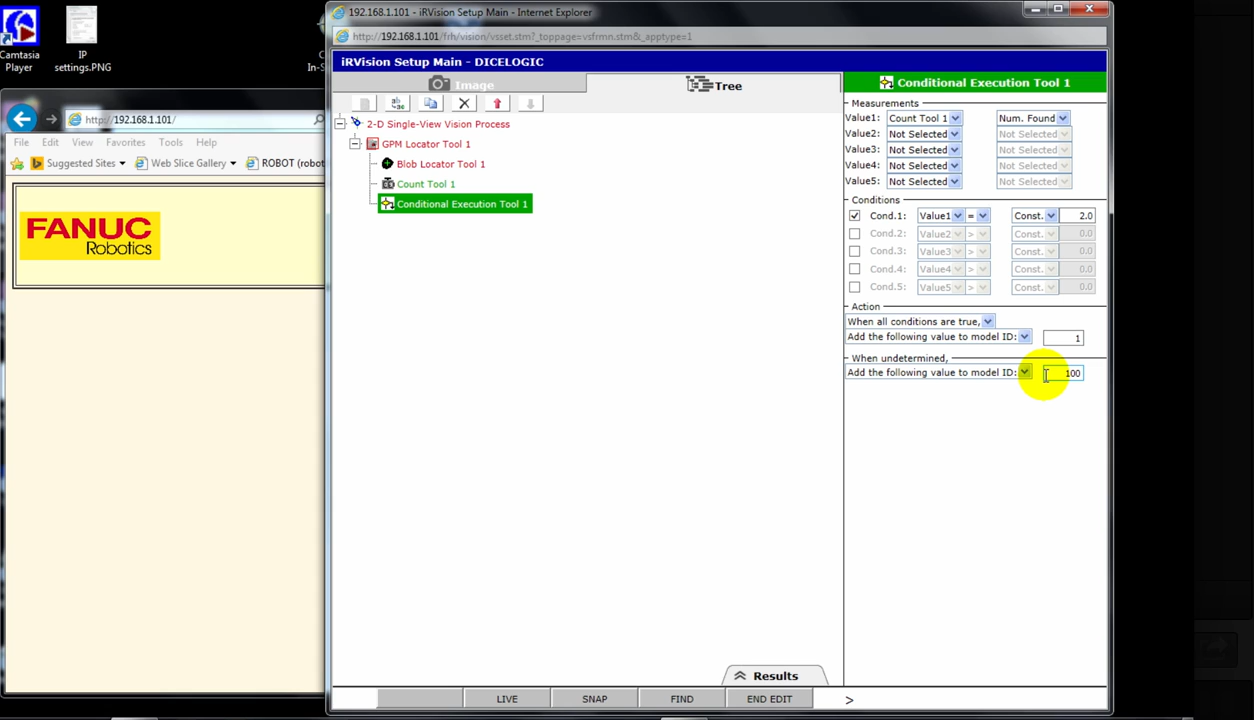 Camtasia
Player
IP
settings.PNG
C
In-S
http://192.168.1.101/
File Edit View Favorites Tools Help
Suggested Sites Web Slice Gallery ROBOT (robot
FANUC
Robotics
192.168.1.101 - iRVision Setup Main - Internet Explorer
http://192.168.1.101/frh/vision/vsset.stm?_toppage=vsfrmn.stm&_apptype=1
iRVision Setup Main - DICELOGIC
Image
Tree
2-D Single-View Vision Process
GPM Locator Tool 1
Blob Locator Tool 1
Count Tool 1
Conditional Execution Tool 1
Conditional Execution Tool 1
Measurements
Value1: Count Tool 1 Num. Found
Value2: Not Selected Not Selected
Value3: Not Selected Not Selected
Value4: Not Selected Not Selected
Value5: Not Selected Not Selected
Conditions
Cond.1: Value1 = Const. 2.0
Cond.2: Value2 > Const. 0.0
Cond.3: Value3 > Const. 0.0
Cond.4: Value4 > Const. 0.0
Cond.5: Value5 > Const. 0.0
Action
When all conditions are true,
Add the following value to model ID: 1
When undetermined,
Add the following value to model ID: 100
Results
LIVE SNAP FIND END EDIT >